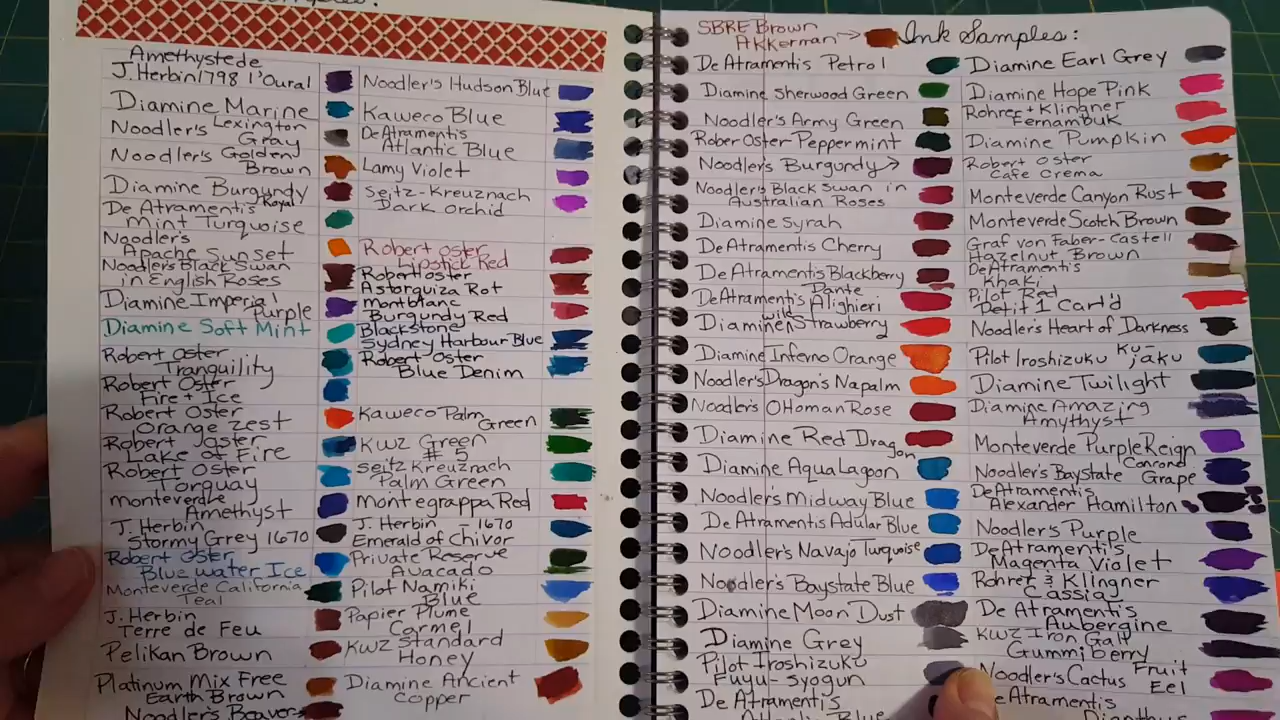 Amethyste de
J. Herbin 1798 l'Oural
Diamine Marine
Noodler's Lexington
Gray
Noodler's Golden
Brown
Diamine Burgundy
Royal
De Atramentis
Mint Turquoise
Noodler's
Apache Sunset
Noodler's Black Swan
in English Roses
Diamine Imperial
Purple
Diamine Soft Mint
Robert Oster
Tranquility
Robert Oster
Fire + Ice
Robert Oster
Orange zest
Robert Oster
Lake of Fire
Robert Oster
Torquay
monteverde
Amethyst
J. Herbin
Stormy Grey 1670
Robert Oster
Blue water Ice
Monteverde California
Teal
J. Herbin
Terre de Feu
Pelikan Brown
Platinum Mix Free
Earth Brown
Noodler's Beaver
Noodler's Hudson Blue
Kaweco Blue
De Atramentis
Atlantic Blue
Lamy Violet
Seitz-Kreuznach
Dark Orchid
Robert Oster
Red
Robert oster
Astorquiza Rot
montblanc
Burgundy Red
Blackstone
Sydney Harbour Blue
Robert Oster
Blue Denim
Kaweco Palm
Green
KWZ Green
# 5
Seitz Kreuznach
Palm Green
Montegrappa Red
J. Herbin - 1670
Emerald of Chivor
Private Reserve
Avacado
Pilot Namiki
Blue
Papier Plume
Carmel
KWZ Standard
Honey
Diamine Ancient
Copper
SBRE Brown
Akkerman →
Ink Samples:
De Atramentis Petrol
Diamine Sherwood Green
Noodler's Army Green
Rober Oster Peppermint
Noodler's Burgundy →
Noodler's Black Swan in
Australian Roses
Diamine Syrah
De Atramentis Cherry
De Atramentis Blackberry
De Atramentis Dante
Alighieri
Diamine wild Strawberry
Diamine Inferno Orange
Noodler's Dragon's Napalm
Noodler's OHoman Rose
Diamine Red Drag
on
Diamine Aqua Lagoon
Noodler's Midway Blue
De Atramentis Adular Blue
Noodler's Navajo Turquoise
Noodler's Baystate Blue
Diamine Moon Dust
Diamine Grey
Pilot Iroshizuku
Fuyu-syogun
De Atramentis
Diamine Earl Grey
Diamine Hope Pink
Rohrer + Klingner
Fernambuk
Diamine Pumpkin
Robert Oster
Cafe Crema
Monteverde Canyon Rust
Monteverde Scotch Brown
Graf von Faber-Castell
Hazelnut Brown
De Atramentis
Khaki
Pilot Red
Petit 1 Cart'd
Noodler's Heart of Darkness
Pilot Iroshizuku Ku-
jaku
Diamine Twilight
Diamine Amazing
Amythyst
Monteverde Purple Reign
Noodler's Baystate Concord
Grape
De Atramentis
Alexander Hamilton
Noodler's Purple
De Atramentis
Magenta Violet
Rohrer & Klingner
Cassia
De Atramentis
Aubergine
KWZ Iron Gall
Gummiberry
Noodler's Cactus Fruit
Eel
De Atramentis